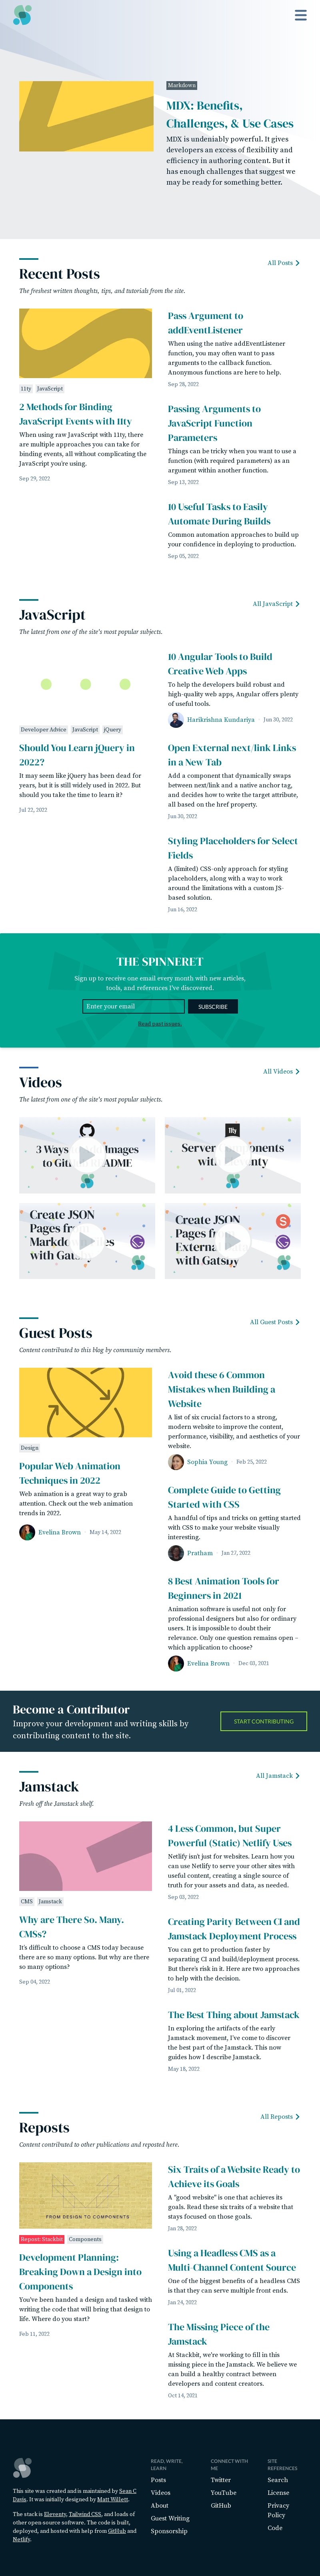 Markdown
MDX: Benefits,
Challenges, & Use Cases
MDX is undeniably powerful. It gives
developers an excess of flexibility and
efficiency in authoring content. But it
has enough challenges that suggest we
may be ready for something better.
All Posts
Recent Posts
The freshest written thoughts, tips, and tutorials from the site.
11ty JavaScript
2 Methods for Binding
JavaScript Events with 11ty
When using raw JavaScript with 11ty, there
are multiple approaches you can take for
binding events, all without complicating the
JavaScript you're using.
Sep 29, 2022
Pass Argument to
addEventListener
When using the native addEventListener
function, you may often want to pass
arguments to the callback function.
Anonymous functions are here to help.
Sep 28, 2022
Passing Arguments to
JavaScript Function
Parameters
Things can be tricky when you want to use a
function (with required parameters) as an
argument within another function.
Sep 13, 2022
10 Useful Tasks to Easily
Automate During Builds
Common automation approaches to build up
your confidence in deploying to production.
Sep 05, 2022
All JavaScript
JavaScript
The latest from one of the site's most popular subjects.
Developer Advice JavaScript jQuery
Should You Learn jQuery in
2022?
It may seem like jQuery has been dead for
years, but it is still widely used in 2022. But
should you take the time to learn it?
Jul 22, 2022
10 Angular Tools to Build
Creative Web Apps
To help the developers build robust and
high-quality web apps, Angular offers plenty
of useful tools.
Harikrishna Kundariya · Jun 30, 2022
Open External next/link Links
in a New Tab
Add a component that dynamically swaps
between next/link and a native anchor tag,
and decides how to write the target attribute,
all based on the href property.
Jun 30, 2022
Styling Placeholders for Select
Fields
A (limited) CSS-only approach for styling
placeholders, along with a way to work
around the limitations with a custom JS-
based solution.
Jun 16, 2022
THE SPINNERET
Sign up to receive one email every month with new articles,
tools, and references I've discovered.
Enter your email
SUBSCRIBE
Read past issues.
All Videos
Videos
The latest from one of the site's most popular subjects.
3 Ways Images
to Git ADME
11ty
Server ponents
with ty
Create JSON
Pages fr
Markdo es
with Gats
Create JSON
Pages f
Extern ta
with Gatsby
All Guest Posts
Guest Posts
Content contributed to this blog by community members.
Design
Popular Web Animation
Techniques in 2022
Web animation is a great way to grab
attention. Check out the web animation
trends in 2022.
Evelina Brown · May 14, 2022
Avoid these 6 Common
Mistakes when Building a
Website
A list of six crucial factors to a strong,
modern website to improve the content,
performance, visibility, and aesthetics of your
website.
Sophia Young · Feb 25, 2022
Complete Guide to Getting
Started with CSS
A handful of tips and tricks on getting started
with CSS to make your website visually
interesting.
Pratham · Jan 27, 2022
8 Best Animation Tools for
Beginners in 2021
Animation software is useful not only for
professional designers but also for ordinary
users. It is impossible to doubt their
relevance. Only one question remains open –
which application to choose?
Evelina Brown · Dec 03, 2021
Become a Contributor
Improve your development and writing skills by
contributing content to the site.
START CONTRIBUTING
All Jamstack
Jamstack
Fresh off the Jamstack shelf.
CMS Jamstack
Why are There So. Many.
CMSs?
It's difficult to choose a CMS today because
there are so many options. But why are there
so many options?
Sep 04, 2022
4 Less Common, but Super
Powerful (Static) Netlify Uses
Netlify isn't just for websites. Learn how you
can use Netlify to serve your other sites with
useful content, creating a single source of
truth for your assets and data, as needed.
Sep 03, 2022
Creating Parity Between CI and
Jamstack Deployment Process
You can get to production faster by
separating CI and build/deployment process.
But there's risk in it. Here are two approaches
to help with the decision.
Jul 01, 2022
The Best Thing about Jamstack
In exploring the artifacts of the early
Jamstack movement, I've come to discover
the best part of the Jamstack. This now
guides how I describe Jamstack.
May 18, 2022
All Reposts
Reposts
Content contributed to other publications and reposted here.
FROM DESIGN TO COMPONENTS
Repost: Stackbit Components
Development Planning:
Breaking Down a Design into
Components
You've been handed a design and tasked with
writing the code that will bring that design to
life. Where do you start?
Feb 11, 2022
Six Traits of a Website Ready to
Achieve its Goals
A "good website" is one that achieves its
goals. Read these six traits of a website that
stays focused on those goals.
Jan 28, 2022
Using a Headless CMS as a
Multi-Channel Content Source
One of the biggest benefits of a headless CMS
is that they can serve multiple front ends.
Jan 24, 2022
The Missing Piece of the
Jamstack
At Stackbit, we're working to fill in this
missing piece in the Jamstack. We believe we
can build a healthy contract between
developers and content creators.
Oct 14, 2021
This site was created and is maintained by Sean C
Davis. It was initially designed by Matt Willett.
The stack is Eleventy, Tailwind CSS, and loads of
other open source software. The code is built,
deployed, and hosted with help from GitHub and
Netlify.
READ, WRITE,
LEARN
Posts
Videos
About
Guest Writing
Sponsorship
CONNECT WITH
ME
Twitter
YouTube
GitHub
SITE
REFERENCES
Search
License
Privacy
Policy
Code